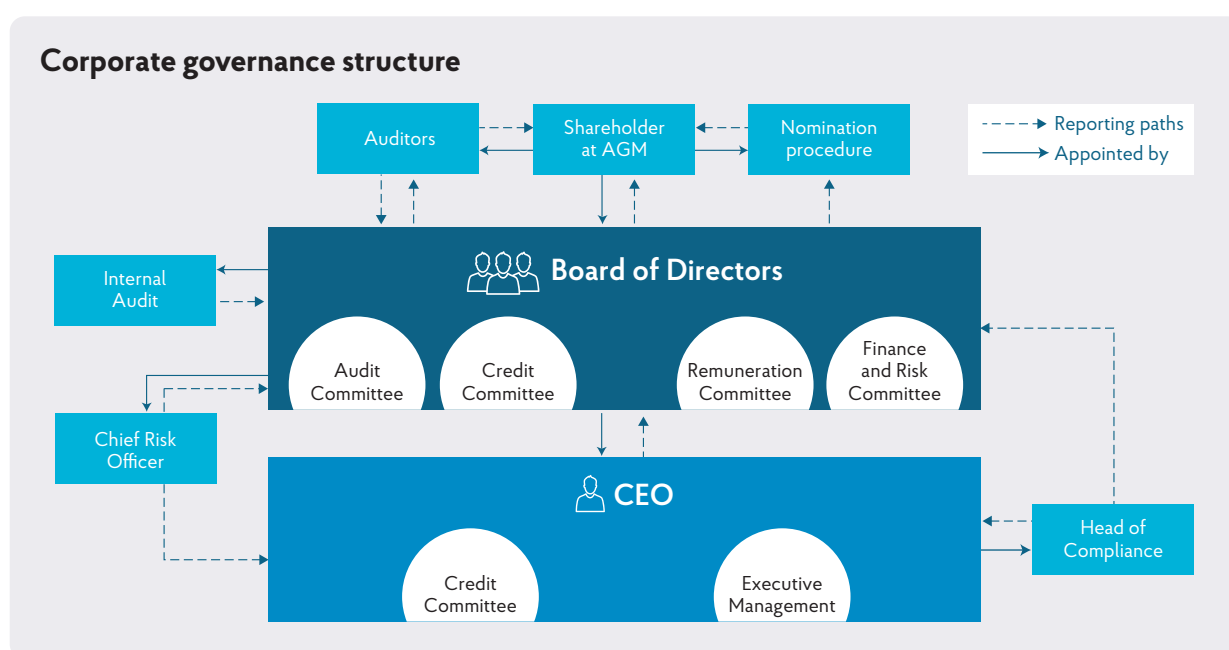 Corporate governance structure
Auditors
Shareholder
at AGM
Nomination
procedure
Reporting paths
Appointed by
Internal
Audit
Board of Directors
Audit
Committee
Credit
Committee
Remuneration
Committee
Finance
and Risk
Committee
Chief Risk
Officer
CEO
Credit
Committee
Executive
Management
Head of
Compliance